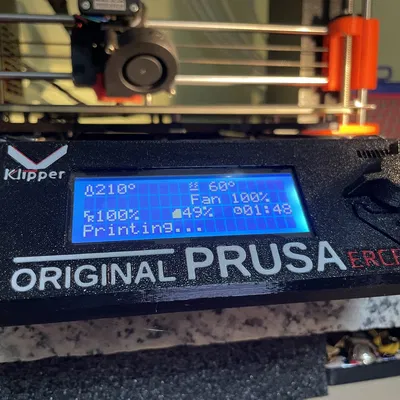 Klipper
210° 60°
Fan 100%
100% 49% 01:48
Printing...
ORIGINAL PRUSA